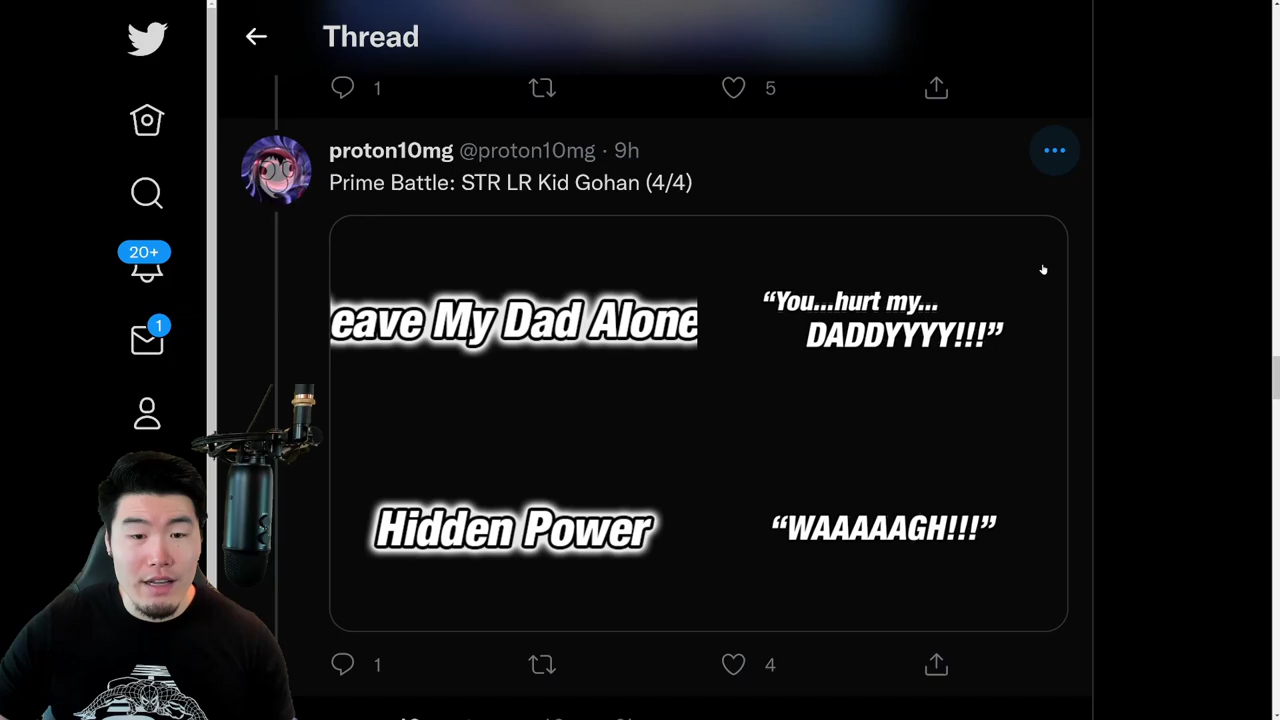 Thread
1
5
proton10mg @proton10mg · 9h
Prime Battle: STR LR Kid Gohan (4/4)
20+
1
eave My Dad Alone
“You...hurt my...
DADDYYYY!!!”
Hidden Power
“WAAAAAGH!!!”
1
4